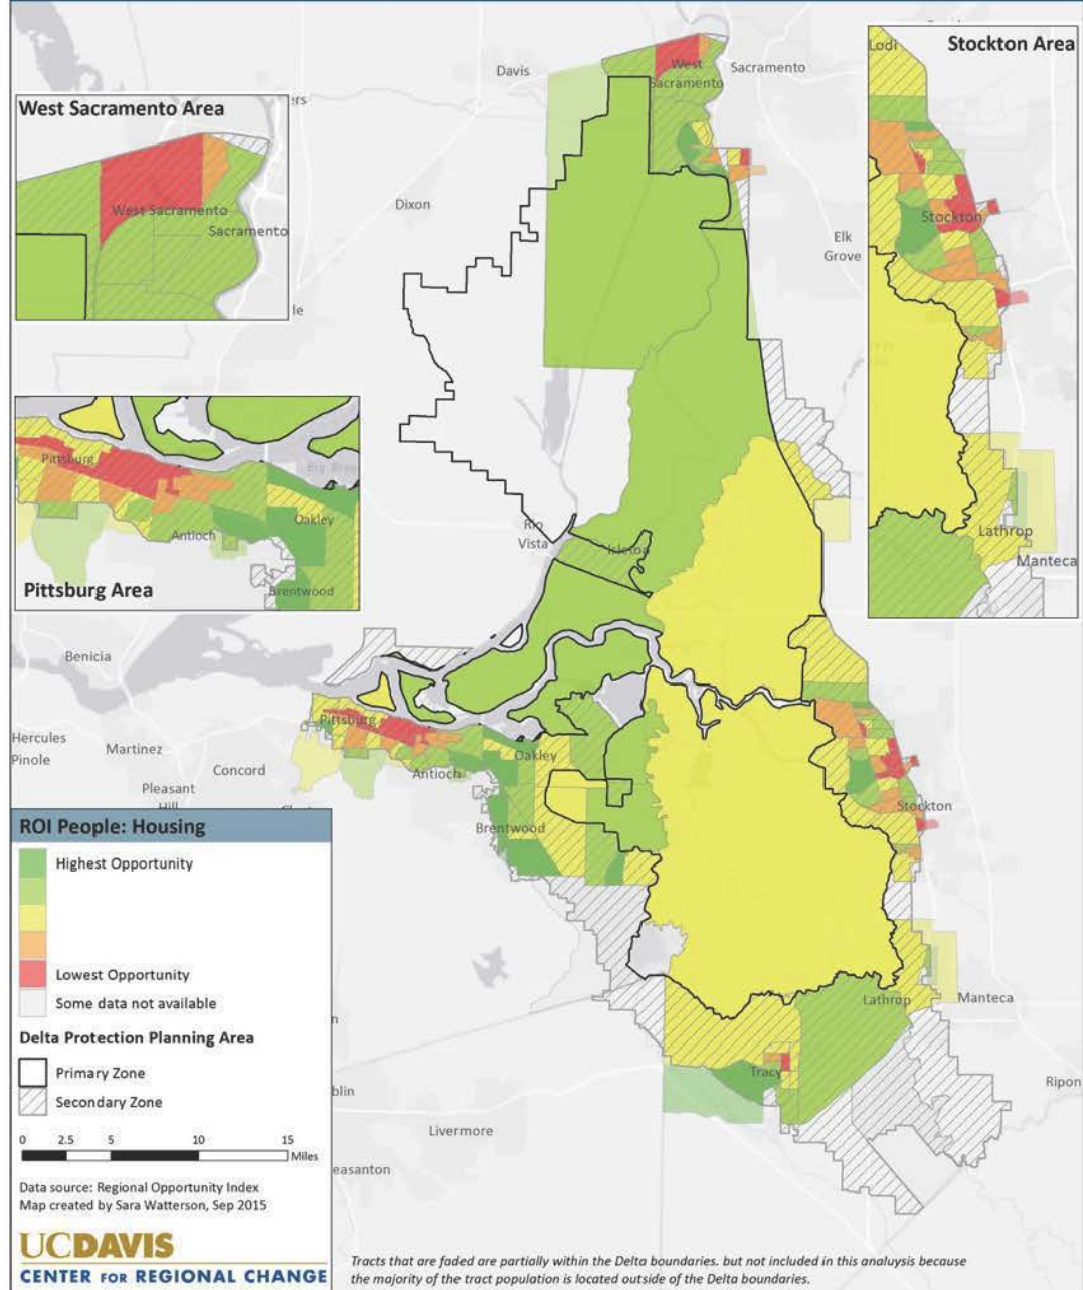 Davis
West
Sacramento
Sacramento
Stockton Area
Lodi
West Sacramento Area
ers
West Sacramento
Sacramento
Dixon
Elk
Grove
Stockton
le
Pittsburg
Oakley
Antioch
Brentwood
Pittsburg Area
Rio
Vista
Isleton
Lathrop
Manteca
Benicia
Hercules
Pinole
Martinez
Concord
Pleasant
Hill
Pittsburg
Antioch
Oakley
Brentwood
Stockton
Lathrop
Manteca
Tracy
Ripon
Livermore
blin
easanton
n
ROI People: Housing
Highest Opportunity
Lowest Opportunity
Some data not available
Delta Protection Planning Area
Primary Zone
Secondary Zone
0 2.5 5 10 15
Miles
Data source: Regional Opportunity Index
Map created by Sara Watterson, Sep 2015
UCDAVIS
CENTER FOR REGIONAL CHANGE
Tracts that are faded are partially within the Delta boundaries. but not included in this analuysis because
the majority of the tract population is located outside of the Delta boundaries.